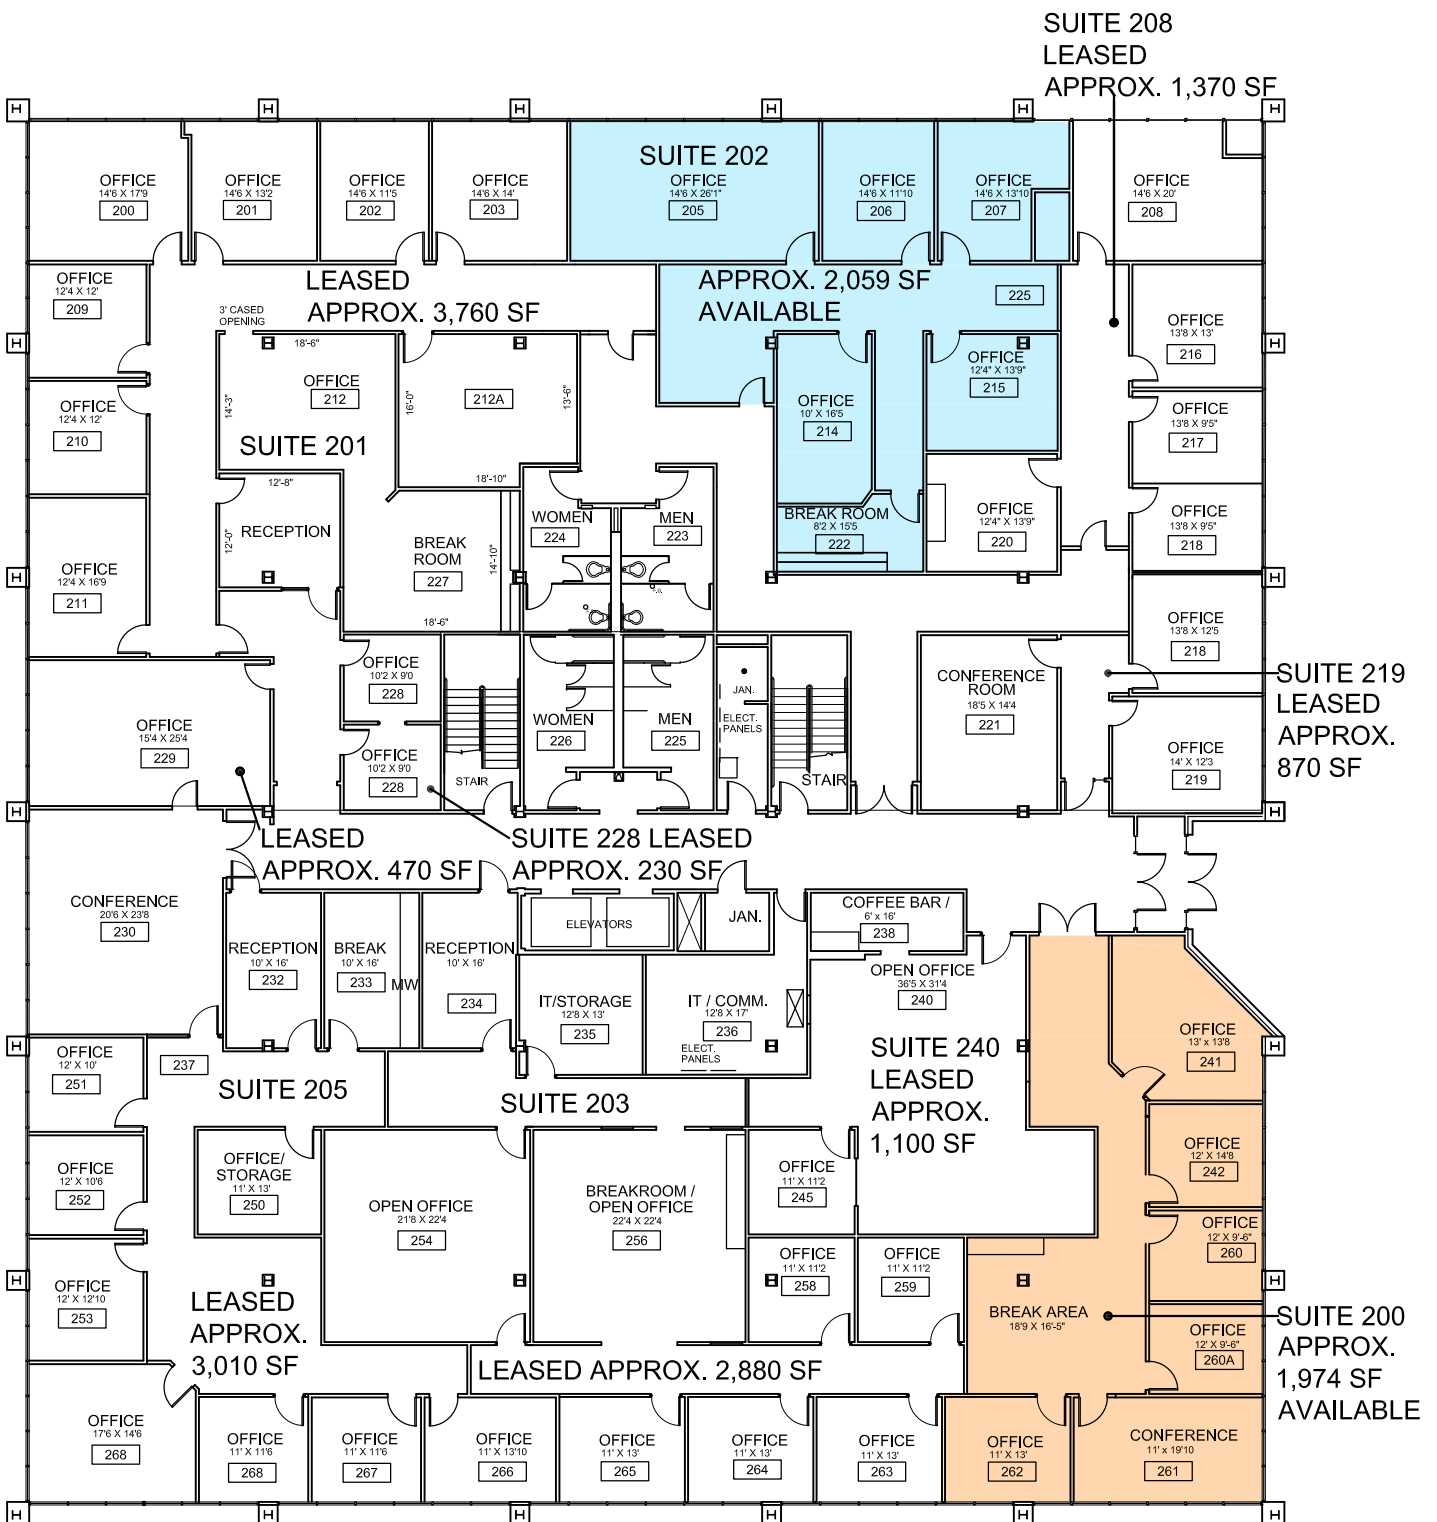 SUITE 208
LEASED
APPROX. 1,370 SF
OFFICE
14'6 X 17'9
200
OFFICE
14'6 X 13'2
201
OFFICE
14'6 X 11'5
202
OFFICE
14'6 X 14'
203
SUITE 202
OFFICE
14'6 X 26'1"
205
OFFICE
14'6 X 11'10
206
OFFICE
14'6 X 13'10
207
OFFICE
14'6 X 20'
208
LEASED
APPROX. 3,760 SF
APPROX. 2,059 SF
AVAILABLE
225
OFFICE
12'4 X 12'
209
3' CASED
OPENING
18'-6"
OFFICE
212
14'-3"
16'-0"
212A
13'-6"
18'-10"
OFFICE
10' X 16'5
214
OFFICE
12'4" X 13'9"
215
OFFICE
13'8 X 13'
216
OFFICE
12'4 X 12'
210
SUITE 201
OFFICE
13'8 X 9'5"
217
12'-8"
RECEPTION
12'-0"
BREAK
ROOM
227
14'-10"
18'-6"
WOMEN
224
MEN
223
F.D.
BREAK ROOM
8'2 X 15'5
222
OFFICE
12'4" X 13'9"
220
OFFICE
13'8 X 9'5"
218
OFFICE
12'4 X 16'9
211
OFFICE
13'8 X 12'5
218
OFFICE
10'2 X 9'0
228
OFFICE
10'2 X 9'0
228
STAIR
WOMEN
226
MEN
225
JAN.
ELECT.
PANELS
STAIR
CONFERENCE
ROOM
18'5 X 14'4
221
SUITE 219
LEASED
APPROX.
870 SF
OFFICE
14' X 12'3
219
OFFICE
15'4 X 25'4
229
LEASED
APPROX. 470 SF
SUITE 228 LEASED
APPROX. 230 SF
CONFERENCE
20'6 X 23'8
230
RECEPTION
10' X 16'
232
BREAK
10' X 16'
233
MW
RECEPTION
10' X 16'
234
ELEVATORS
JAN.
COFFEE BAR /
6' x 16'
238
OPEN OFFICE
36'5 X 31'4
240
IT/STORAGE
12'8 X 13'
235
IT / COMM.
12'8 X 17'
236
ELECT.
PANELS
SUITE 240
LEASED
APPROX.
1,100 SF
OFFICE
13' x 13'8
241
OFFICE
12' X 10'
251
237
SUITE 205
SUITE 203
OFFICE
12' X 10'6
252
OFFICE/
STORAGE
11' X 13'
250
OPEN OFFICE
21'8 X 22'4
254
BREAKROOM /
OPEN OFFICE
22'4 X 22'4
256
OFFICE
11' X 11'2
245
OFFICE
12' X 14'8
242
OFFICE
12' X 9'-6"
260
OFFICE
11' X 11'2
258
OFFICE
11' X 11'2
259
OFFICE
12' X 12'10
253
LEASED
APPROX.
3,010 SF
BREAK AREA
18'9 X 16'-5"
OFFICE
12' X 9'-6"
260A
SUITE 200
APPROX.
1,974 SF
AVAILABLE
LEASED APPROX. 2,880 SF
OFFICE
17'6 X 14'6
268
OFFICE
11' X 11'6
268
OFFICE
11' X 11'6
267
OFFICE
11' X 13'10
266
OFFICE
11' X 13'
265
OFFICE
11' X 13'
264
OFFICE
11' X 13'
263
OFFICE
11' X 13'
262
CONFERENCE
11' x 19'10
261